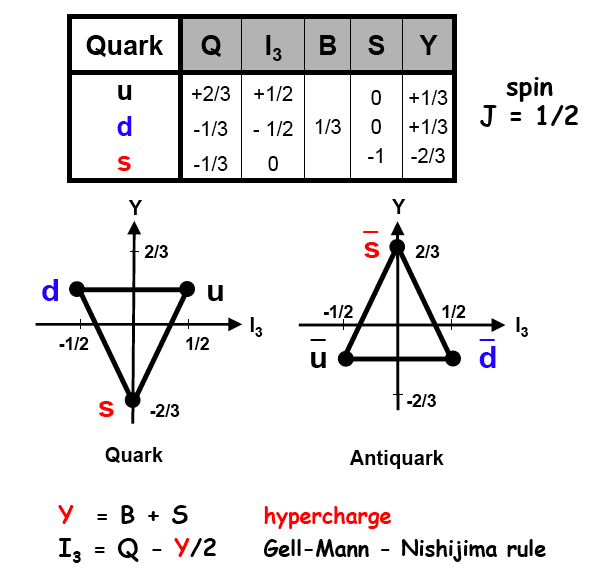 Quark Q I₃ B S Y
u +2/3 +1/2 0 +1/3
d -1/3 - 1/2 1/3 0 +1/3
s -1/3 0 -1 -2/3
spin
J = 1/2
Y
2/3
d u
-1/2 1/2 I₃
s -2/3
Quark
Y
s̅ 2/3
-1/2 1/2 I₃
u̅ d̅
-2/3
Antiquark
Y = B + S hypercharge
I₃ = Q - Y/2 Gell-Mann - Nishijima rule